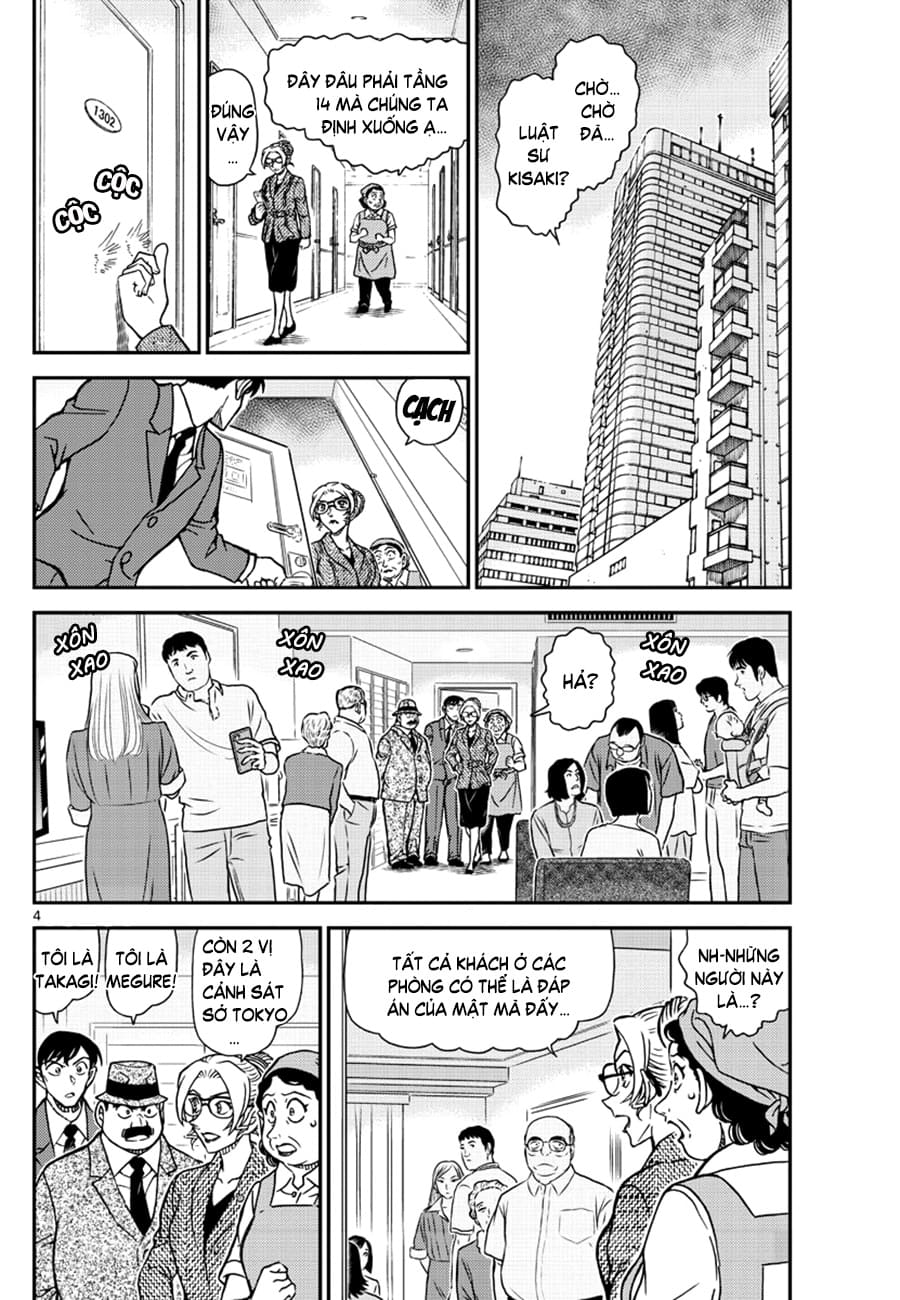 CHỜ...
CHỜ
ĐÃ...
LUẬT
SƯ
KISAKI?
ĐÂY ĐÂU PHẢI TẦNG
14 MÀ CHÚNG TA
ĐỊNH XUỐNG Ạ...
ĐÚNG
VẬY
...
1302
CỘC
CỘC
CẠCH
XÔN
XAO
XÔN
XAO
HẢ?
XÔN
XAO
4
NH-NHỮNG
NGƯỜI NÀY
LÀ...?
TẤT CẢ KHÁCH Ở CÁC
PHÒNG CÓ THỂ LÀ ĐÁP
ÁN CỦA MẬT MÃ ĐẤY...
CÒN 2 VỊ
ĐÂY LÀ
CẢNH SÁT
SỞ TOKYO
...
TÔI LÀ
MEGURE!
TÔI LÀ
TAKAGI!